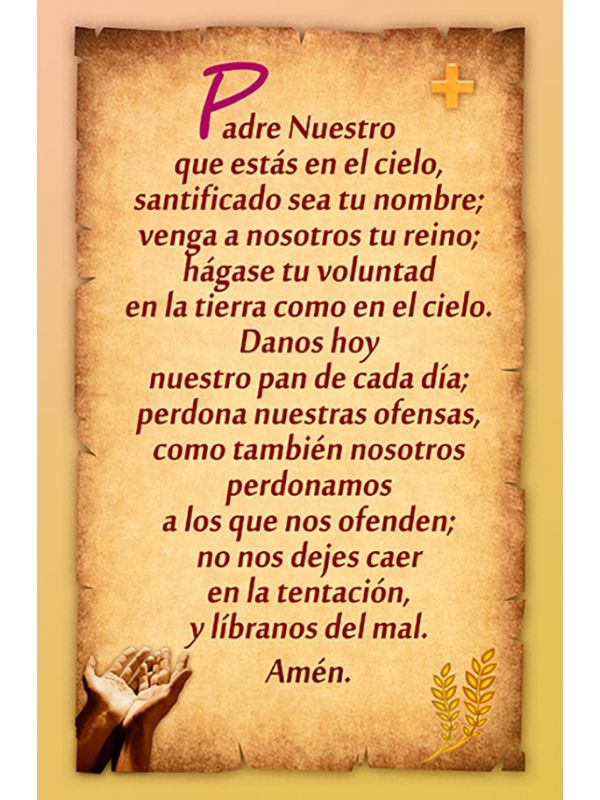 Padre Nuestro
que estás en el cielo,
santificado sea tu nombre;
venga a nosotros tu reino;
hágase tu voluntad
en la tierra como en el cielo.
Danos hoy
nuestro pan de cada día;
perdona nuestras ofensas,
como también nosotros
perdonamos
a los que nos ofenden;
no nos dejes caer
en la tentación,
y líbranos del mal.
Amén.